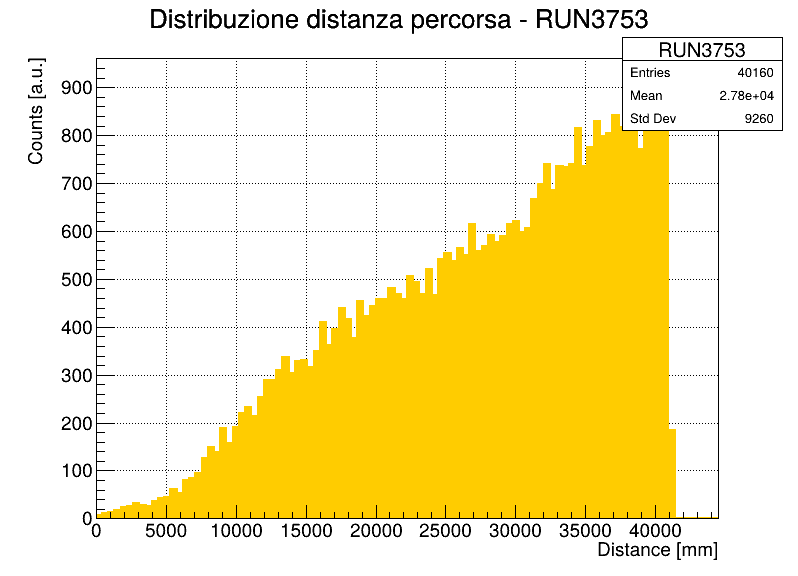 Distribuzione distanza percorsa - RUN3753
RUN3753
Entries 40160
Mean 2.78e+04
Std Dev 9260
Counts [a.u.]
900
800
700
600
500
400
300
200
100
0
0 5000 10000 15000 20000 25000 30000 35000 40000
Distance [mm]